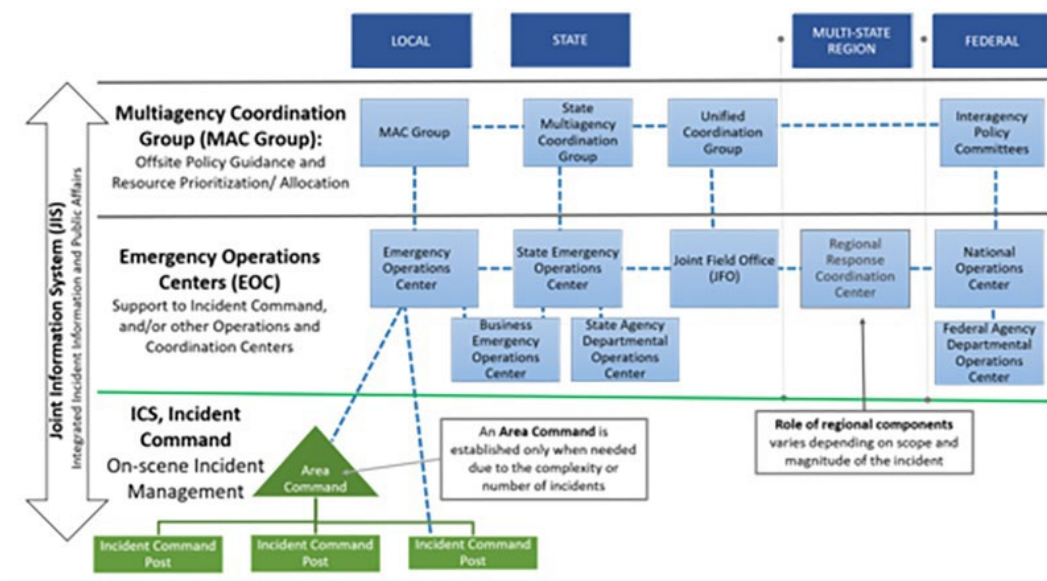 LOCAL
STATE
MULTI-STATE
REGION
FEDERAL
Joint Information System (JIS)
Integrated Incident Information and Public Affairs
Multiagency Coordination
Group (MAC Group):
Offsite Policy Guidance and
Resource Prioritization/ Allocation
MAC Group
State
Multiagency
Coordination
Group
Unified
Coordination
Group
Interagency
Policy
Committees
Emergency Operations
Centers (EOC)
Support to Incident Command,
and/or other Operations and
Coordination Centers
Emergency
Operations
Center
State Emergency
Operations
Center
Joint Field Office
(JFO)
Regional
Response
Coordination
Center
National
Operations
Center
Business
Emergency
Operations
Center
State Agency
Departmental
Operations
Center
Federal Agency
Departmental
Operations
Center
ICS, Incident
Command
On-scene Incident
Management
Area
Command
An Area Command is
established only when needed
due to the complexity or
number of incidents
Role of regional components
varies depending on scope and
magnitude of the incident
Incident Command
Post
Incident Command
Post
Incident Command
Post